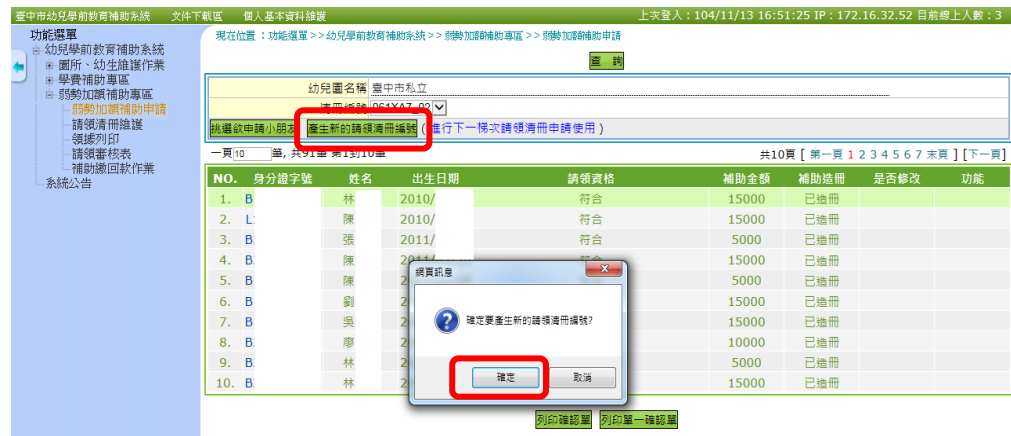 臺中市幼兒學前教育補助系統 文件下載區 個人基本資料維護 上次登入：104/11/13 16:51:25 IP：172.16.32.52 目前線上人數：3
功能選單
幼兒學前教育補助系統
園所、幼生維護作業
學費補助專區
弱勢加額補助專區
弱勢加額補助申請
請領清冊維護
領據列印
請領審核表
補助繳回款作業
系統公告
現在位置：功能選單>>幼兒學前教育補助系統>>弱勢加額補助專區>>弱勢加額補助申請
查 詢
幼兒園名稱 臺中市私立
清冊編號 061XA7_02
挑選欲申請小朋友 產生新的請領清冊編號 (進行下一梯次請領清冊申請使用)
一頁10 筆, 共91筆 第1到10筆 共10頁 [ 第一頁 1 2 3 4 5 6 7 末頁 ] [下一頁]
NO. 身分證字號 姓名 出生日期 請領資格 補助金額 補助造冊 是否修改 功能
1. B 林 2010/ 符合 15000 已造冊
2. L 陳 2010/ 符合 15000 已造冊
3. B 張 2011/ 符合 5000 已造冊
4. B 陳 2011/ 符合 15000 已造冊
5. B 陳 2 5000 已造冊
6. B 劉 2 15000 已造冊
7. B 吳 2 15000 已造冊
8. B 廖 2 10000 已造冊
9. B 林 2 5000 已造冊
10. B 林 2 15000 已造冊
網頁訊息
確定要產生新的請領清冊編號?
確定 取消
列印確認單 列印單一確認單